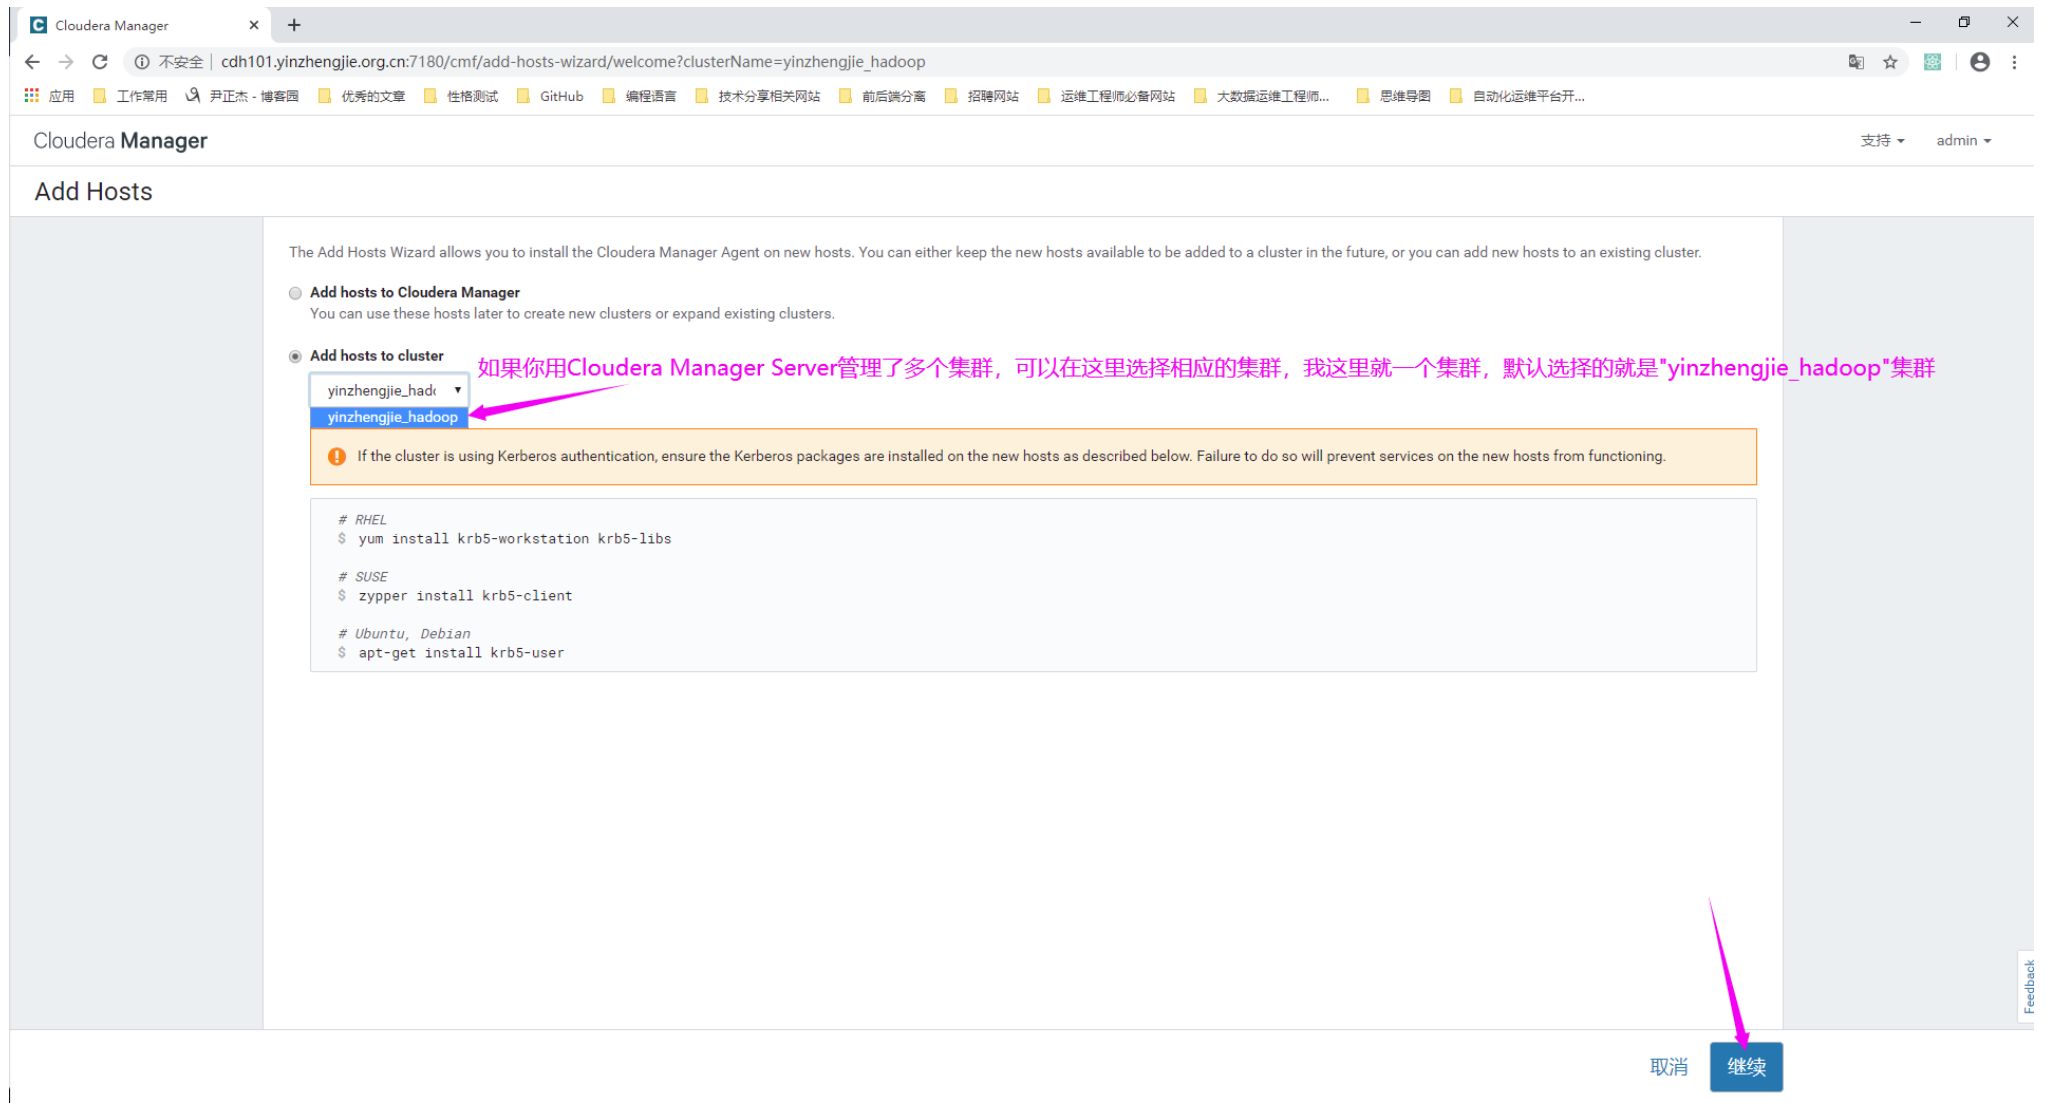 Cloudera Manager
不安全 | cdh101.yinzhengjie.org.cn:7180/cmf/add-hosts-wizard/welcome?clusterName=yinzhengjie_hadoop
应用 工作常用 尹正杰 - 博客园 优秀的文章 性格测试 GitHub 编程语言 技术分享相关网站 前后端分离 招聘网站 运维工程师必备网站 大数据运维工程师... 思维导图 自动化运维平台开...
Cloudera Manager 支持 admin
Add Hosts
The Add Hosts Wizard allows you to install the Cloudera Manager Agent on new hosts. You can either keep the new hosts available to be added to a cluster in the future, or you can add new hosts to an existing cluster.
Add hosts to Cloudera Manager
You can use these hosts later to create new clusters or expand existing clusters.
Add hosts to cluster
如果你用Cloudera Manager Server管理了多个集群，可以在这里选择相应的集群，我这里就一个集群，默认选择的就是"yinzhengjie_hadoop"集群
yinzhengjie_had
yinzhengjie_hadoop
If the cluster is using Kerberos authentication, ensure the Kerberos packages are installed on the new hosts as described below. Failure to do so will prevent services on the new hosts from functioning.
# RHEL
$ yum install krb5-workstation krb5-libs
# SUSE
$ zypper install krb5-client
# Ubuntu, Debian
$ apt-get install krb5-user
Feedback
取消 继续